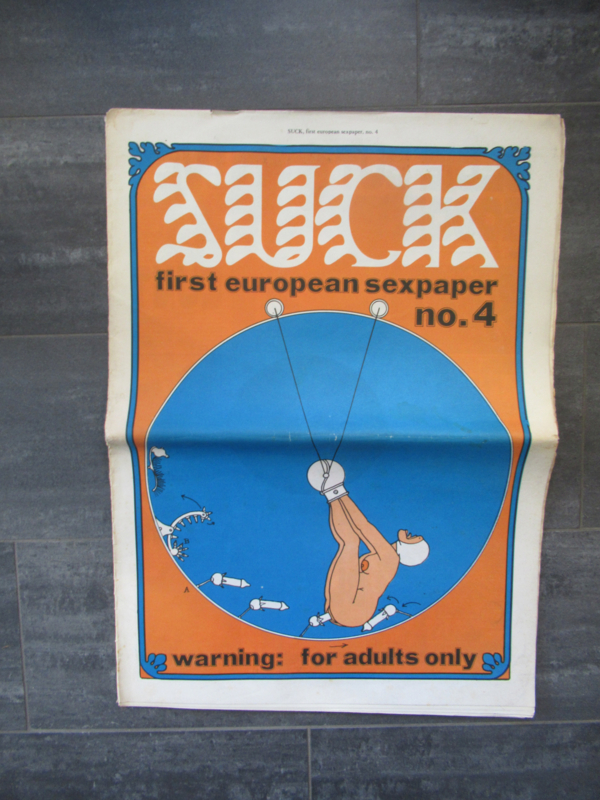 SUCK, first european sexpaper, no. 4
SUCK
first european sexpaper
no. 4
A
B
warning: for adults only